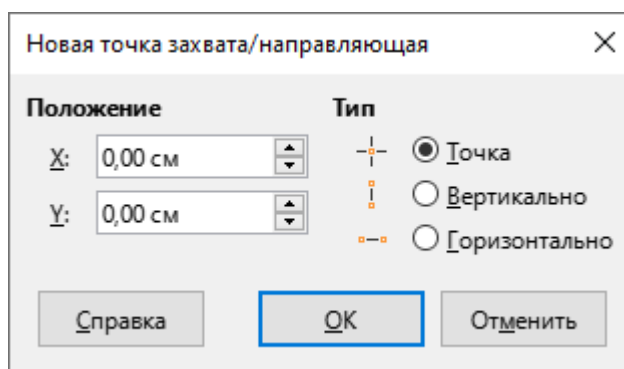 Новая точка захвата/направляющая
Положение
Тип
X: 0,00 см
Точка
Y: 0,00 см
Вертикально
Горизонтально
Справка
OK
Отменить